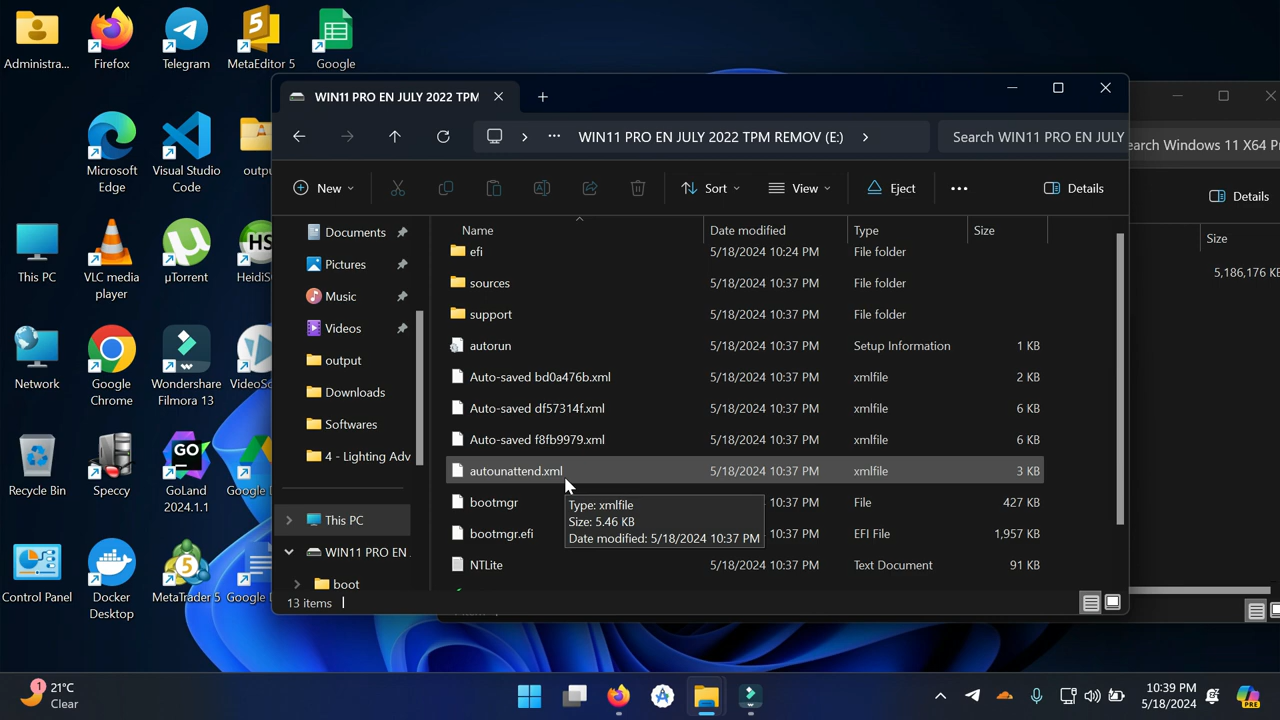 Administra...
Firefox
Telegram
MetaEditor 5
Google
Microsoft
Edge
Visual Studio
Code
outp
This PC
VLC media
player
µTorrent
HeidiS
Network
Google
Chrome
Wondershare
Filmora 13
VideoS
Recycle Bin
Speccy
GoLand
2024.1.1
Google D
Control Panel
Docker
Desktop
MetaTrader 5
Google D
WIN11 PRO EN JULY 2022 TPM
WIN11 PRO EN JULY 2022 TPM REMOV (E:)
Search WIN11 PRO EN JULY
earch Windows 11 X64 Pr
New
Sort
View
Eject
Details
Details
Documents
Pictures
Music
Videos
output
Downloads
Softwares
4 - Lighting Adv
This PC
WIN11 PRO EN .
boot
Name Date modified Type Size
efi 5/18/2024 10:24 PM File folder
sources 5/18/2024 10:37 PM File folder
support 5/18/2024 10:37 PM File folder
autorun 5/18/2024 10:37 PM Setup Information 1 KB
Auto-saved bd0a476b.xml 5/18/2024 10:37 PM xmlfile 2 KB
Auto-saved df57314f.xml 5/18/2024 10:37 PM xmlfile 6 KB
Auto-saved f8fb9979.xml 5/18/2024 10:37 PM xmlfile 6 KB
autounattend.xml 5/18/2024 10:37 PM xmlfile 3 KB
bootmgr 10:37 PM File 427 KB
bootmgr.efi 10:37 PM EFI File 1,957 KB
NTLite 5/18/2024 10:37 PM Text Document 91 KB
Type: xmlfile
Size: 5.46 KB
Date modified: 5/18/2024 10:37 PM
13 items
Size
5,186,176 KB
1
21°C
Clear
10:39 PM
5/18/2024
PRE